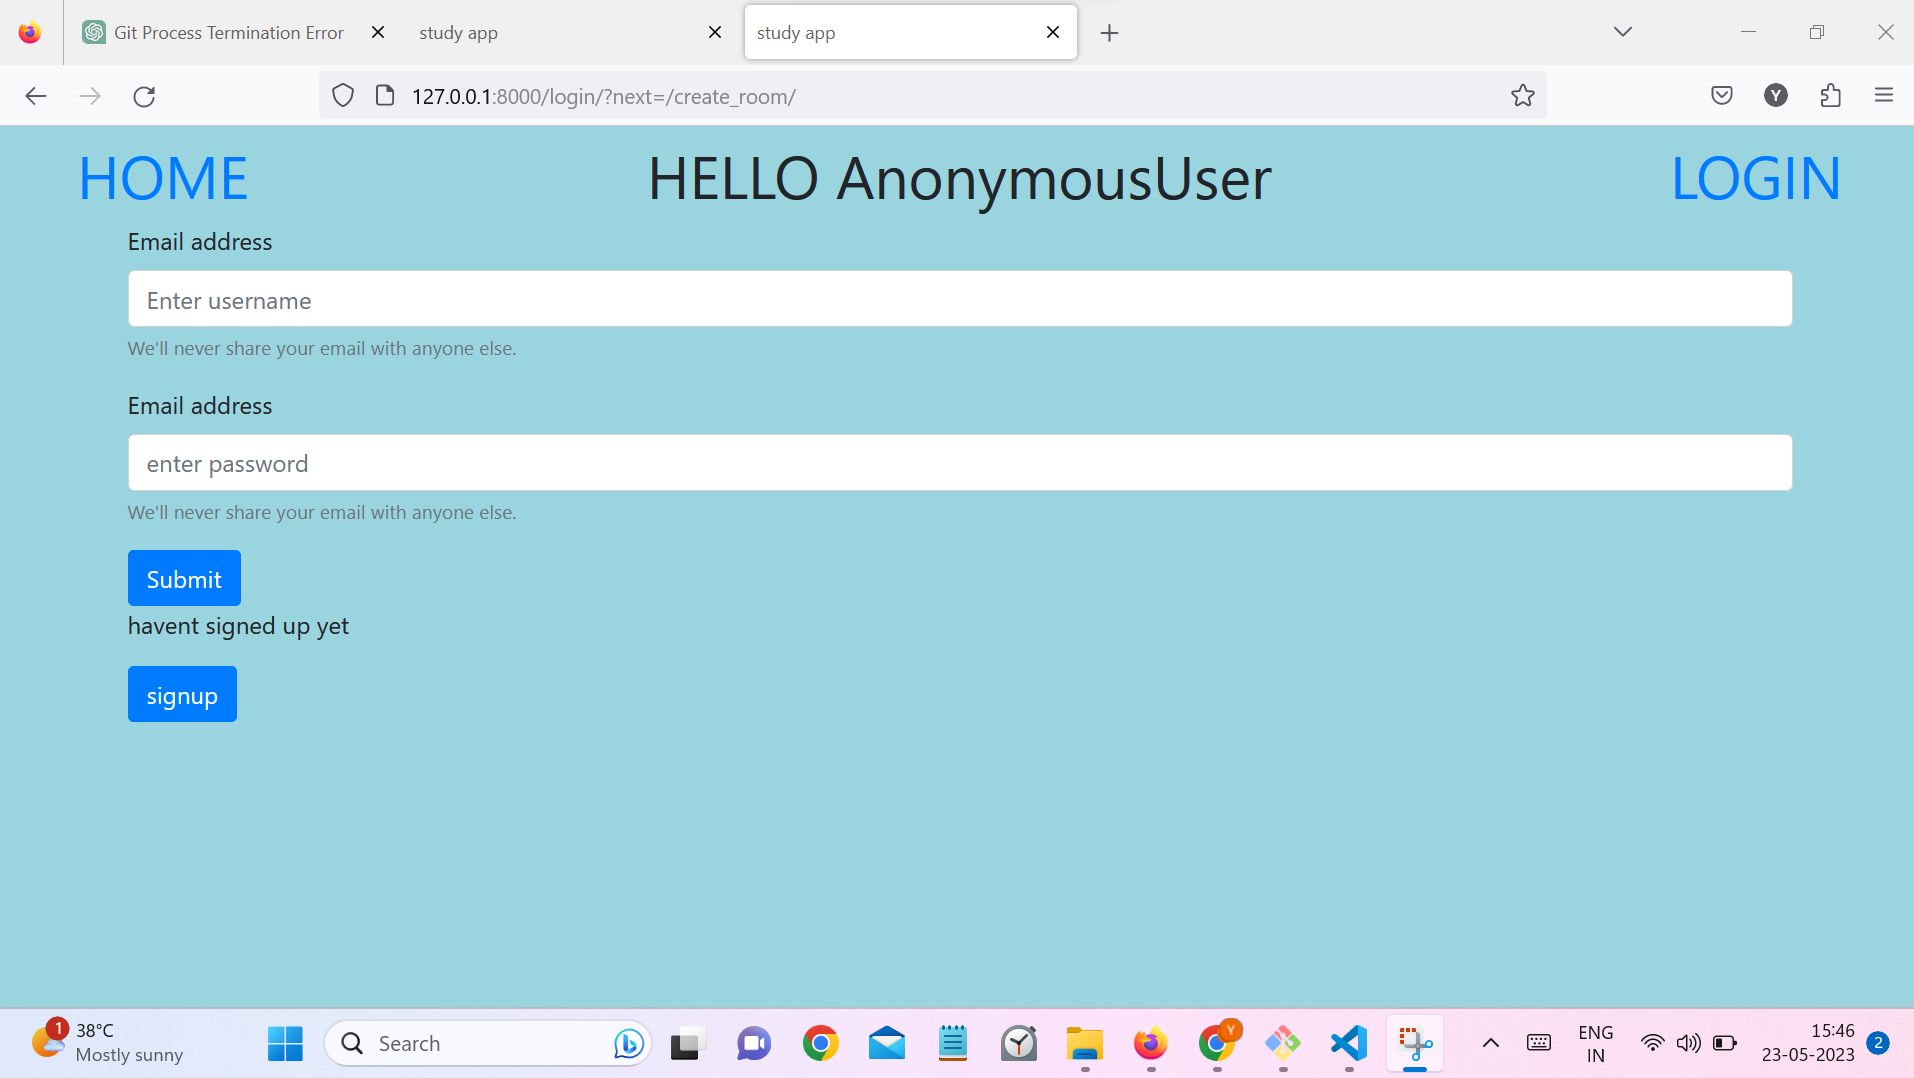 Git Process Termination Error
study app
study app
127.0.0.1:8000/login/?next=/create_room/
Y
HOME
HELLO AnonymousUser
LOGIN
Email address
Enter username
We'll never share your email with anyone else.
Email address
enter password
We'll never share your email with anyone else.
Submit
havent signed up yet
signup
1
38°C
Mostly sunny
Search
Y
ENG
IN
15:46
23-05-2023
2